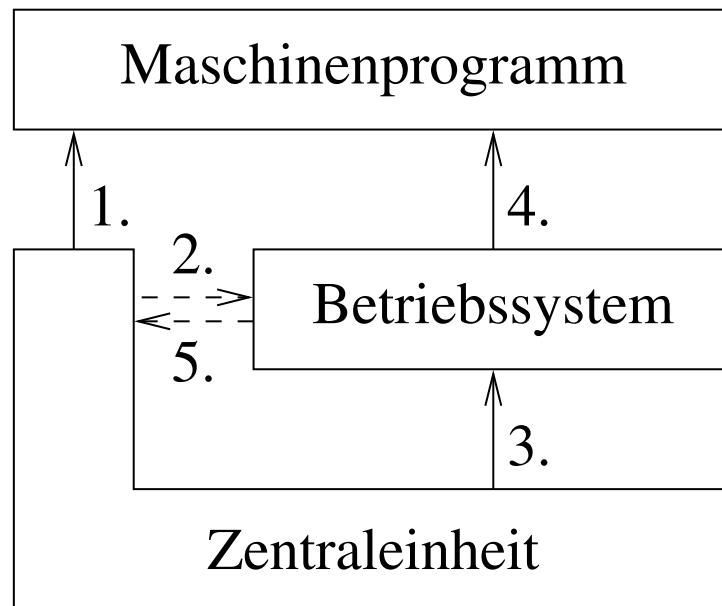 Maschinenprogramm
1.
4.
2.
Betriebssystem
5.
3.
Zentraleinheit